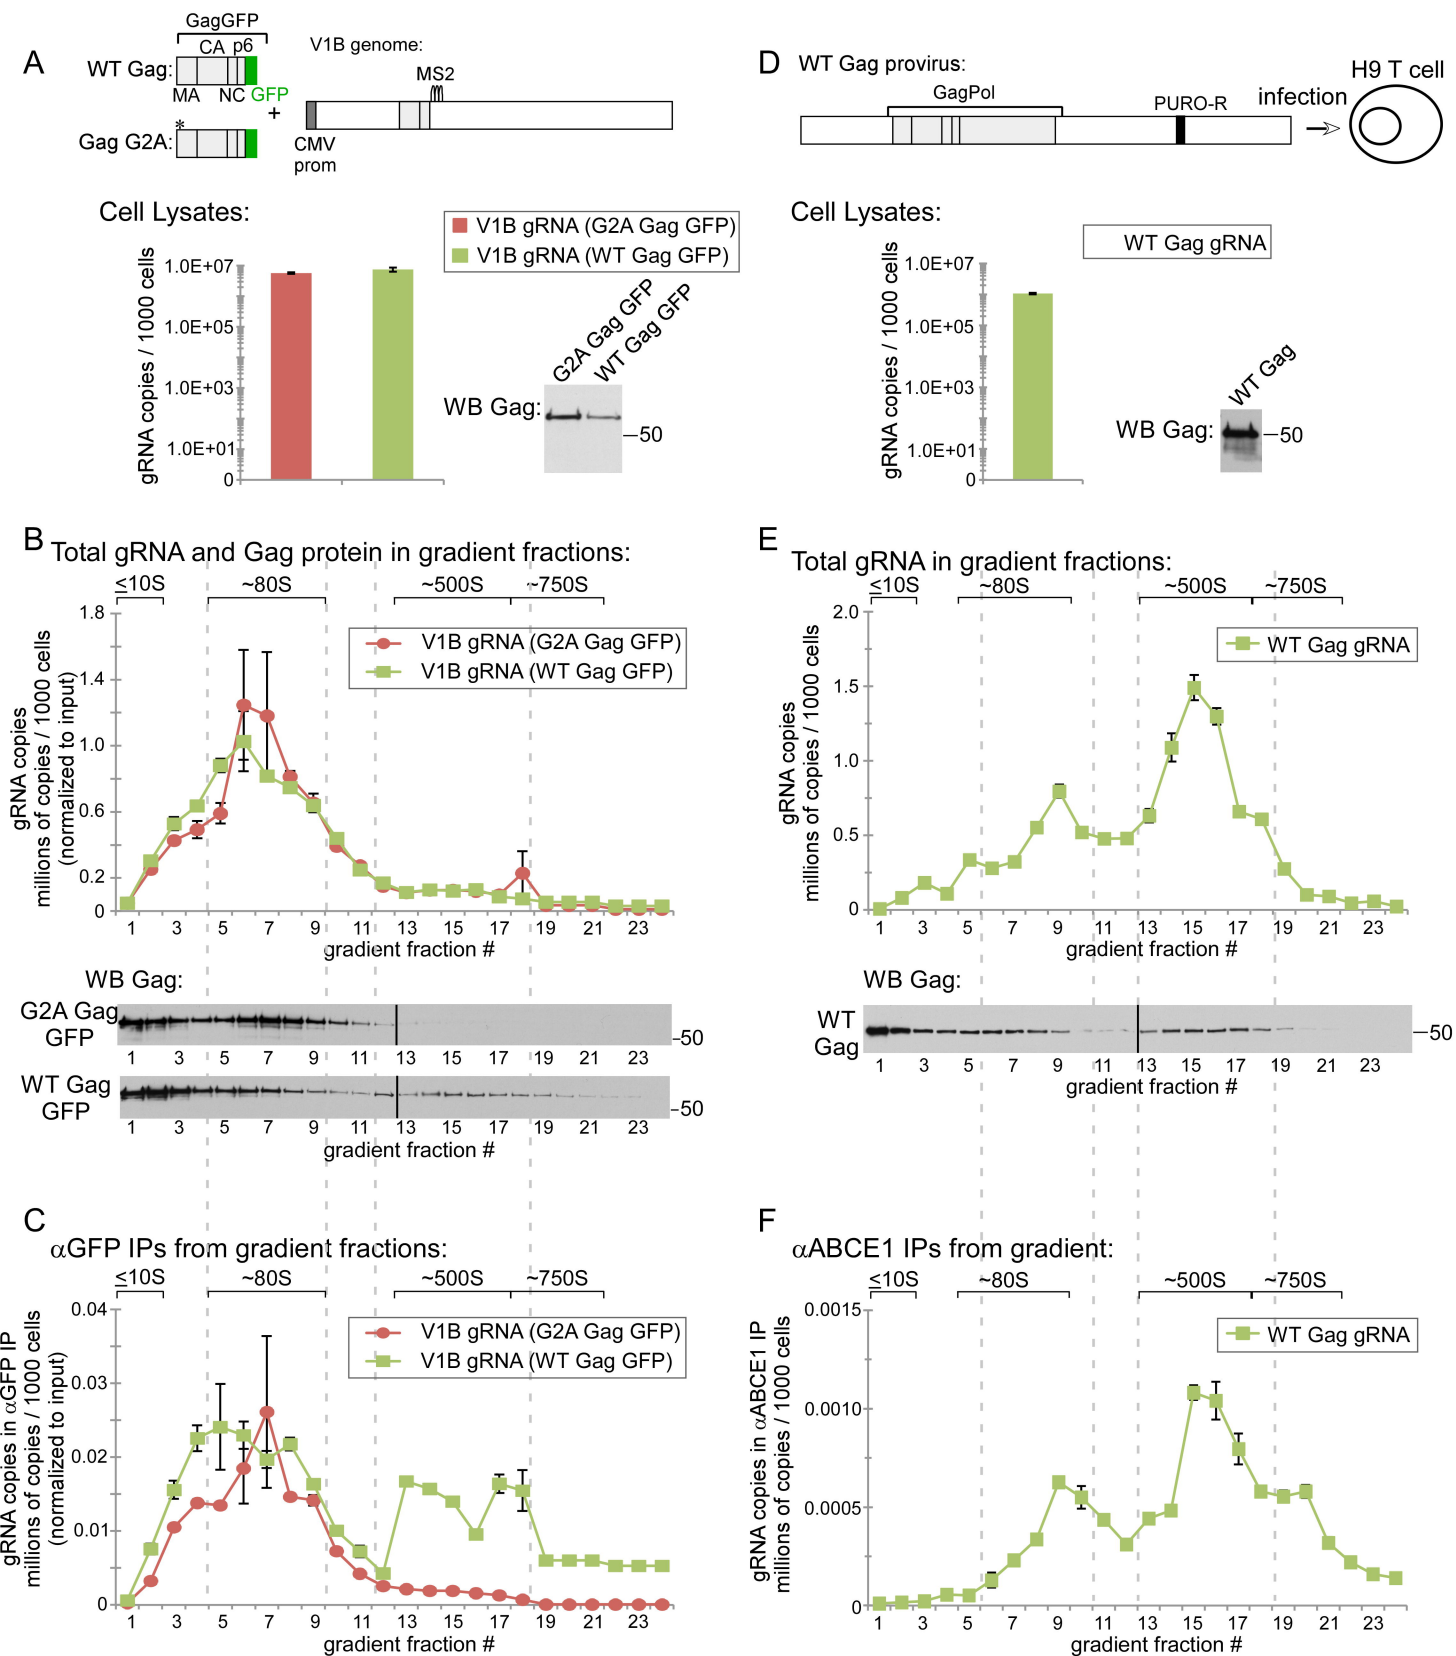 A
GagGFP
CA p6
WT Gag:
MA NC GFP
+
*
Gag G2A:
V1B genome:
MS2
CMV
prom
Cell Lysates:
V1B gRNA (G2A Gag GFP)
V1B gRNA (WT Gag GFP)
gRNA copies / 1000 cells
1.0E+07
1.0E+05
1.0E+03
1.0E+01
0
G2A Gag GFP
WT Gag GFP
WB Gag:
50
B
Total gRNA and Gag protein in gradient fractions:
≤10S ~80S ~500S ~750S
V1B gRNA (G2A Gag GFP)
V1B gRNA (WT Gag GFP)
gRNA copies
millions of copies / 1000 cells
(normalized to input)
1.8
1.4
1.0
0.6
0.2
0
1 3 5 7 9 11 13 15 17 19 21 23
gradient fraction #
WB Gag:
G2A Gag
GFP
50
1 3 5 7 9 11 13 15 17 19 21 23
WT Gag
GFP
50
1 3 5 7 9 11 13 15 17 19 21 23
gradient fraction #
C
αGFP IPs from gradient fractions:
≤10S ~80S ~500S ~750S
V1B gRNA (G2A Gag GFP)
V1B gRNA (WT Gag GFP)
gRNA copies in αGFP IP
millions of copies / 1000 cells
(normalized to input)
0.04
0.03
0.02
0.01
0
1 3 5 7 9 11 13 15 17 19 21 23
gradient fraction #
D
WT Gag provirus:
GagPol
PURO-R
infection
H9 T cell
Cell Lysates:
WT Gag gRNA
gRNA copies / 1000 cells
1.0E+07
1.0E+05
1.0E+03
1.0E+01
0
WT Gag
WB Gag:
50
E
Total gRNA in gradient fractions:
≤10S ~80S ~500S ~750S
WT Gag gRNA
gRNA copies
millions of copies / 1000 cells
2.0
1.5
1.0
0.5
0
1 3 5 7 9 11 13 15 17 19 21 23
gradient fraction #
WB Gag:
WT
Gag
50
1 3 5 7 9 11 13 15 17 19 21 23
gradient fraction #
F
αABCE1 IPs from gradient:
≤10S ~80S ~500S ~750S
WT Gag gRNA
gRNA copies in αABCE1 IP
millions of copies / 1000 cells
0.0015
0.0010
0.0005
0
1 3 5 7 9 11 13 15 17 19 21 23
gradient fraction #